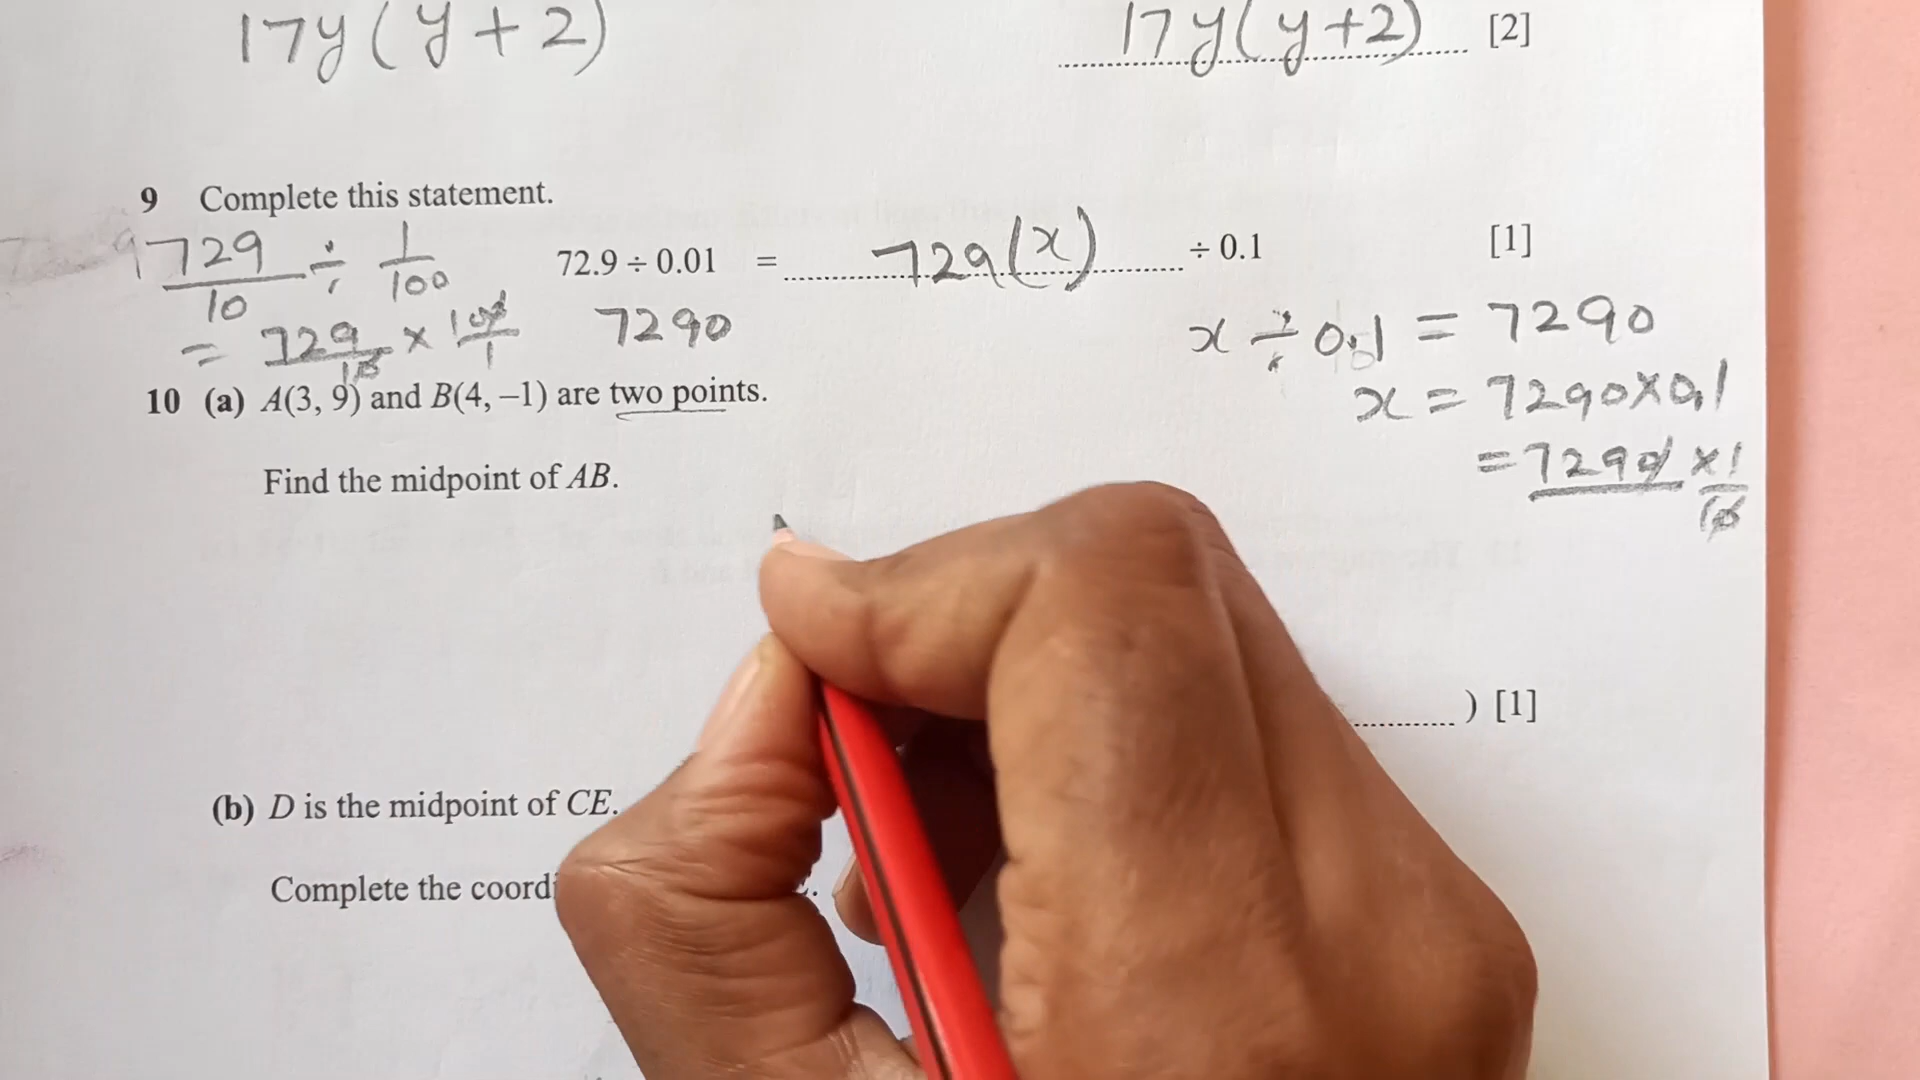 17y(y+2)
17y(y+2) [2]
9 Complete this statement.
729/10 ÷ 1/100
72.9 ÷ 0.01 = 729(x) ÷ 0.1 [1]
= 729/10 × 100/1
7290
x ÷ 0.1 = 7290
x = 7290×0.1
= 7290 × 1/10
10 (a) A(3, 9) and B(4, –1) are two points.
Find the midpoint of AB.
) [1]
(b) D is the midpoint of CE.
Complete the